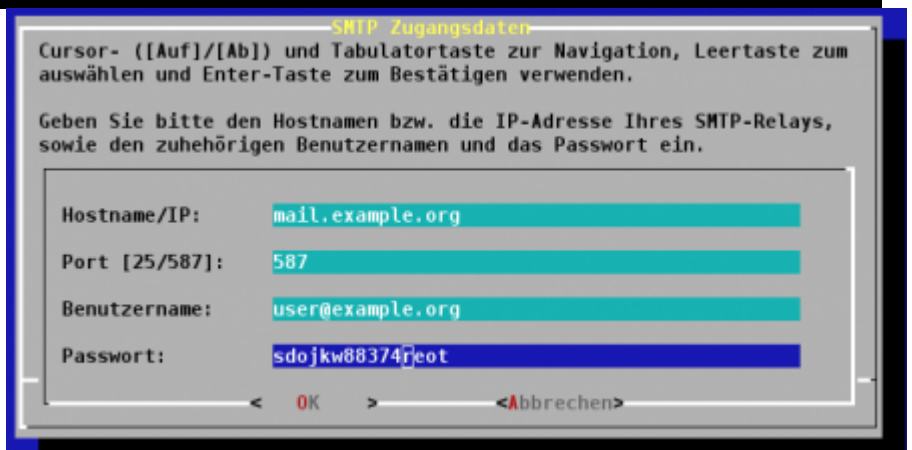 SMTP Zugangsdaten
Cursor- ([Auf]/[Ab]) und Tabulatortaste zur Navigation, Leertaste zum
auswählen und Enter-Taste zum Bestätigen verwenden.
Geben Sie bitte den Hostnamen bzw. die IP-Adresse Ihres SMTP-Relays,
sowie den zuhehörigen Benutzernamen und das Passwort ein.
Hostname/IP: mail.example.org
Port [25/587]: 587
Benutzername: user@example.org
Passwort: sdojkw88374reot
< OK > <Abbrechen>